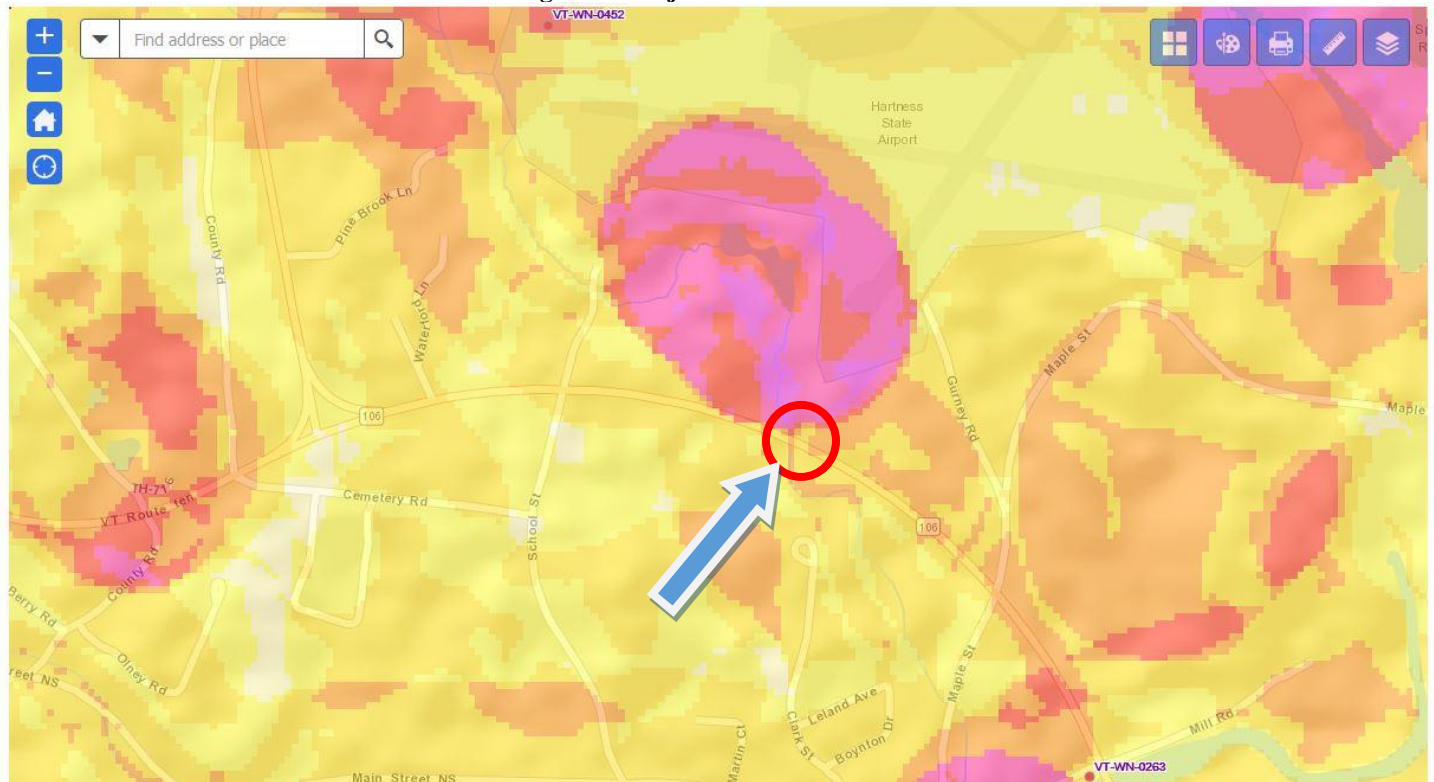 VT-WN-0452
+
Find address or place
−
Hartness
State
Airport
Pine Brook Ln
County Rd
Waterford Ln
Maple St
Maple
Gurney Rd
106
TH-71
VT Route ten
Cemetery Rd
School St
106
County Rd
Berry Rd
Olney Rd
reet NS
Maple St
Leland Ave
Clark St
Boynton Dr
Martin Ct
Mill Rd
VT-WN-0263
Main Street NS